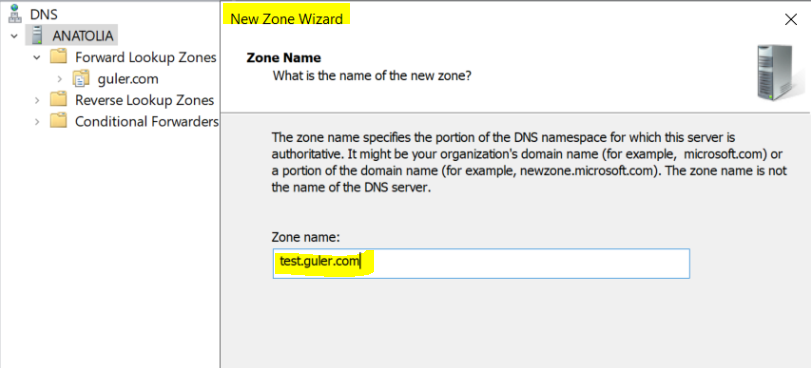 DNS
ANATOLIA
Forward Lookup Zones
guler.com
Reverse Lookup Zones
Conditional Forwarders
New Zone Wizard
Zone Name
What is the name of the new zone?
The zone name specifies the portion of the DNS namespace for which this server is
authoritative. It might be your organization's domain name (for example, microsoft.com) or
a portion of the domain name (for example, newzone.microsoft.com). The zone name is not
the name of the DNS server.
Zone name:
test.guler.com